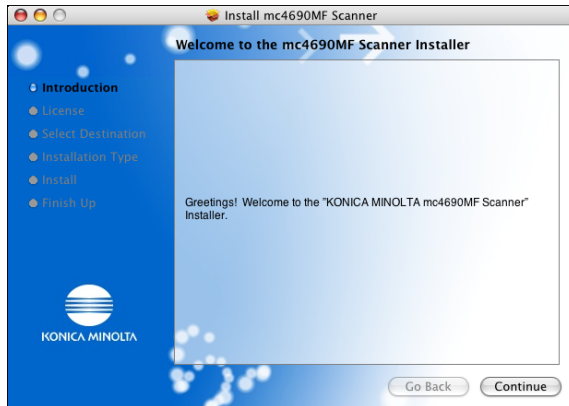 Install mc4690MF Scanner
Welcome to the mc4690MF Scanner Installer
Introduction
License
Select Destination
Installation Type
Install
Finish Up
Greetings! Welcome to the "KONICA MINOLTA mc4690MF Scanner"
Installer.
KONICA MINOLTA
Go Back
Continue